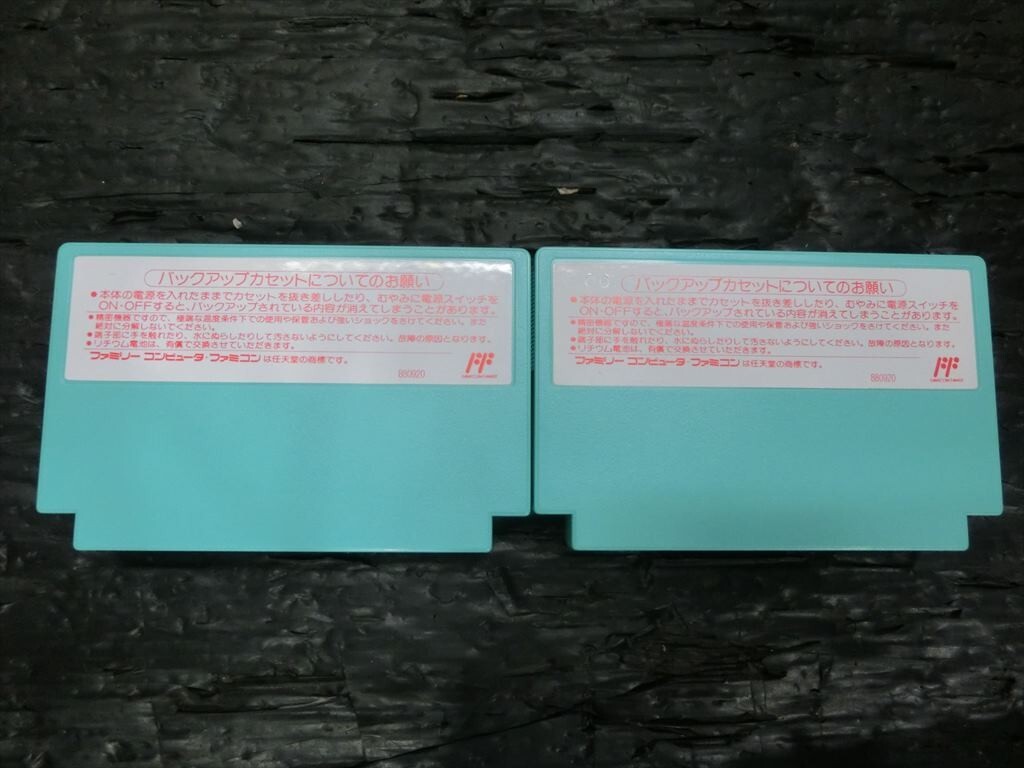 バックアップカセットについてのお願い
●本体の電源を入れたままでカセットを抜き差ししたり、むやみに電源スイッチを
ON・OFFすると、バックアップされている内容が消えてしまうことがあります。
●精密機器ですので、極端な温度条件下での使用や保管および強いショックをさけてください。また
絶対に分解しないでください。
●端子部に手を触れたり、水にぬらしたりして汚さないようにしてください。故障の原因となります。
●リチウム電池は、有償で交換させていただきます。
ファミリー コンピュータ・ファミコンは任天堂の商標です。
880920
FAMICOM FAMILY
バックアップカセットについてのお願い
●本体の電源を入れたままでカセットを抜き差ししたり、むやみに電源スイッチを
ON・OFFすると、バックアップされている内容が消えてしまうことがあります。
●精密機器ですので、極端な温度条件下での使用や保管および強いショックをさけてください。また
絶対に分解しないでください。
●端子部に手を触れたり、水にぬらしたりして汚さないようにしてください。故障の原因となります。
●リチウム電池は、有償で交換させていただきます。
ファミリー コンピュータ・ファミコンは任天堂の商標です。
880920
FAMICOM FAMILY